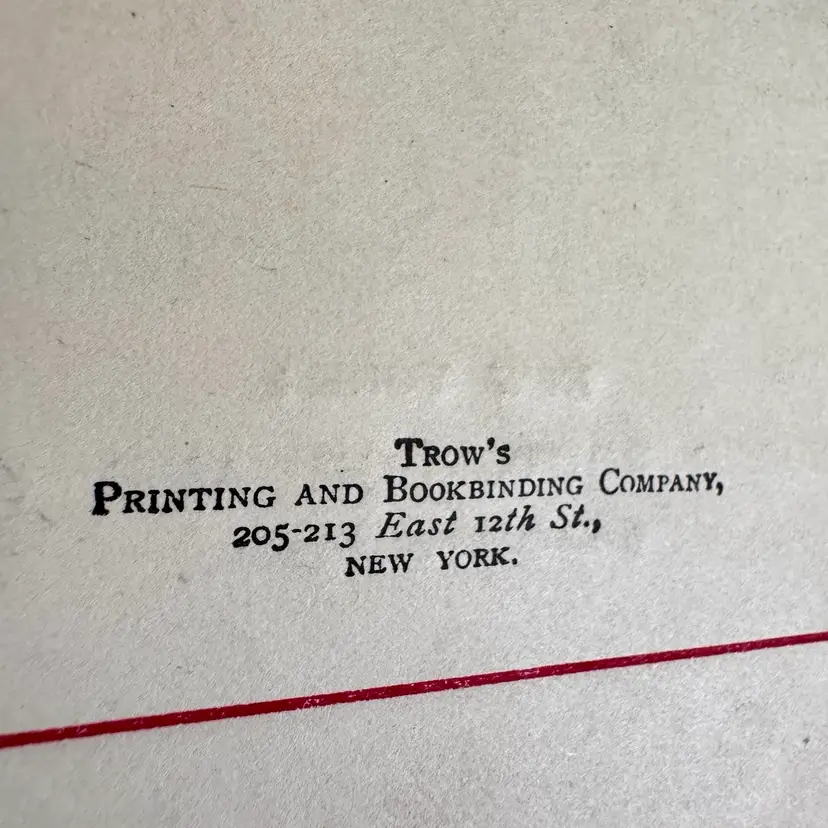 Trow's
Printing and Bookbinding Company,
205-213 East 12th St.,
NEW YORK.